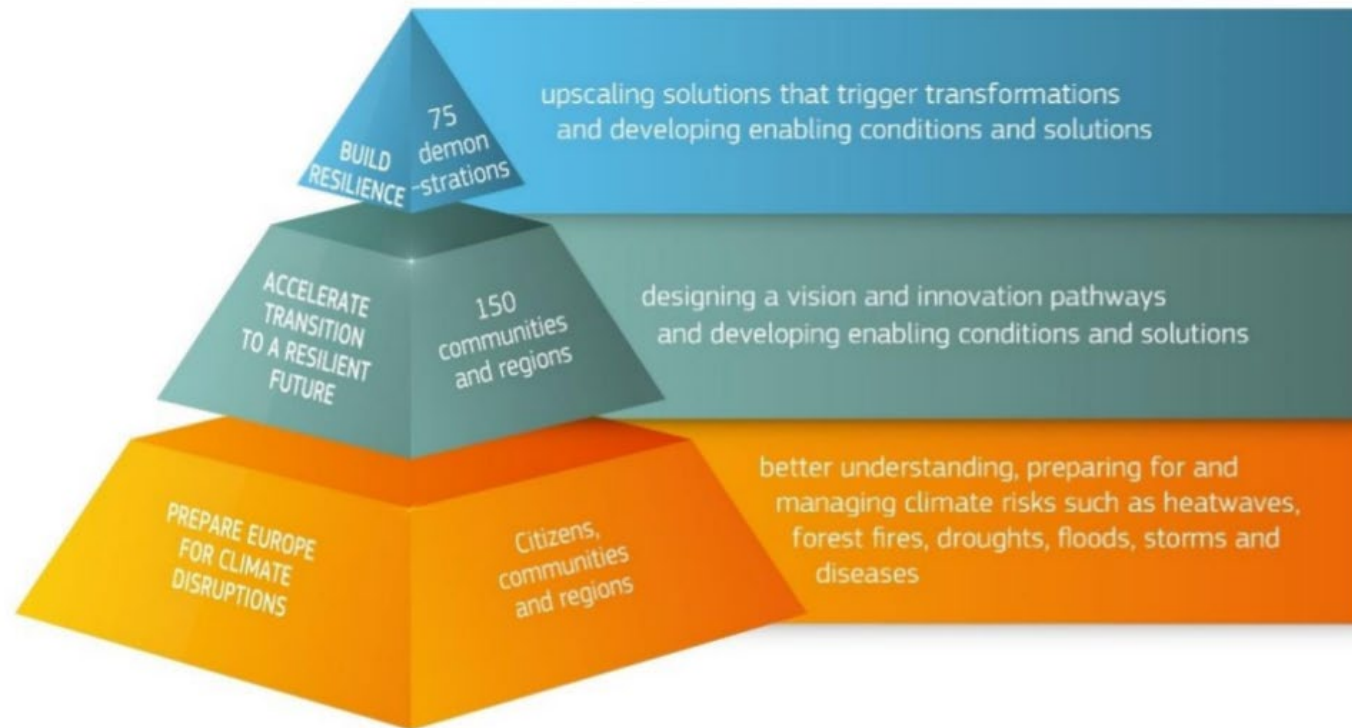 BUILD
RESILIENCE
75
demon
-strations
upscaling solutions that trigger transformations
and developing enabling conditions and solutions
ACCELERATE
TRANSITION
TO A RESILIENT
FUTURE
150
communities
and regions
designing a vision and innovation pathways
and developing enabling conditions and solutions
PREPARE EUROPE
FOR CLIMATE
DISRUPTIONS
Citizens,
communities
and regions
better understanding, preparing for and
managing climate risks such as heatwaves,
forest fires, droughts, floods, storms and
diseases